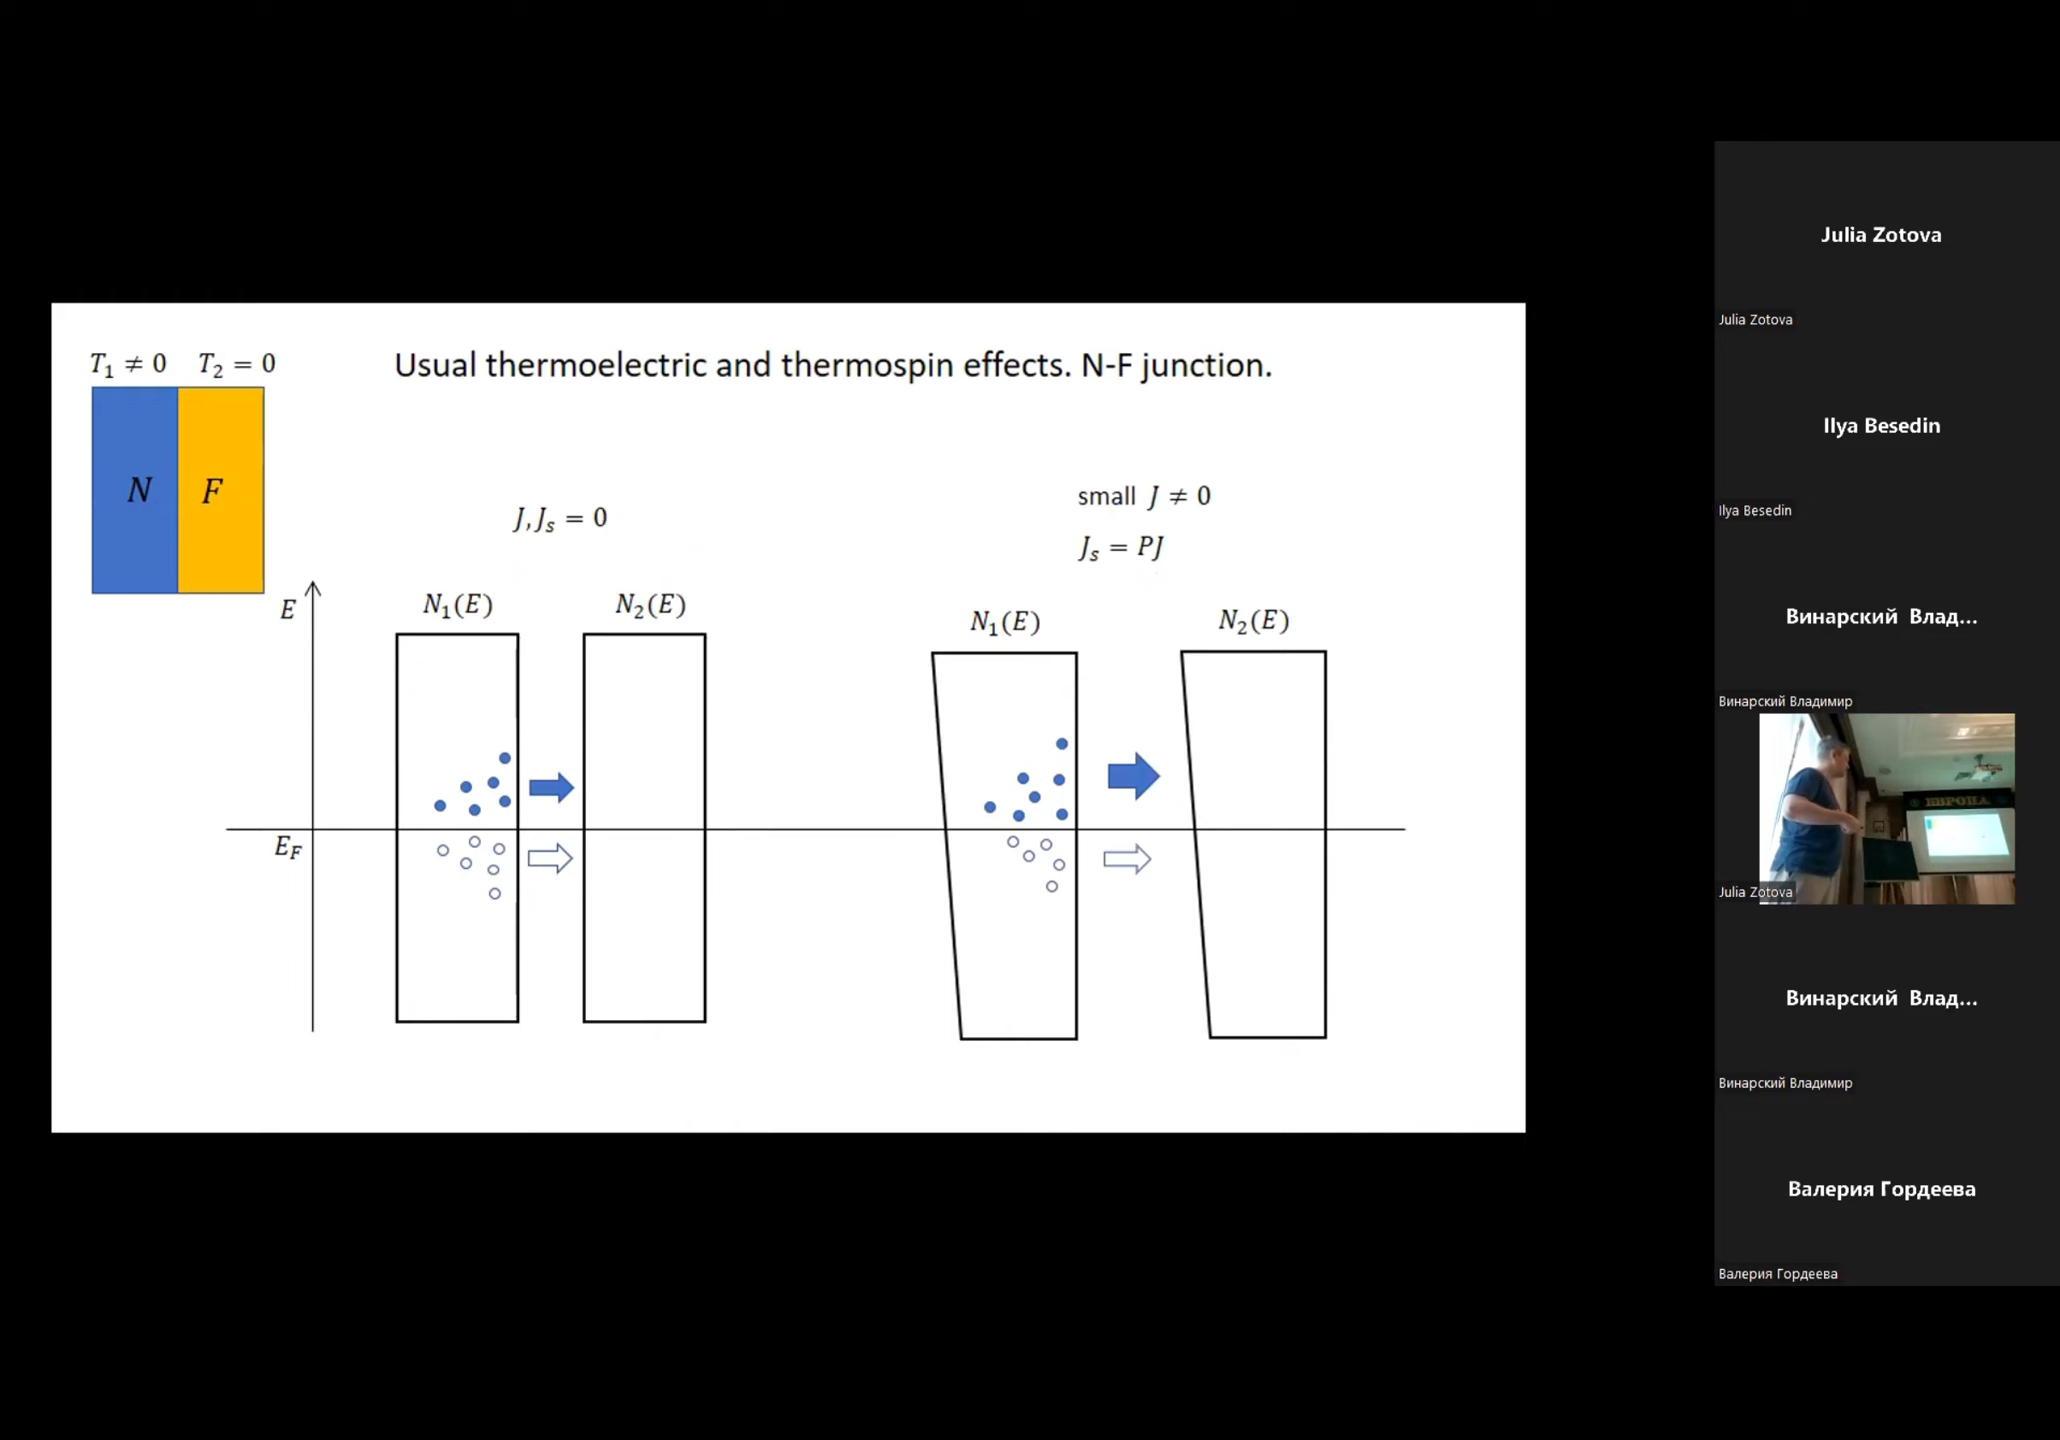 T₁ ≠ 0 T₂ = 0
Usual thermoelectric and thermospin effects. N-F junction.
N F
J, Jₛ = 0
small J ≠ 0
Jₛ = PJ
E
N₁(E) N₂(E)
N₁(E) N₂(E)
E_F
Julia Zotova
Julia Zotova
Ilya Besedin
Ilya Besedin
Винарский Влад...
Винарский Владимир
ЕВРОПА
Julia Zotova
Винарский Влад...
Винарский Владимир
Валерия Гордеева
Валерия Гордеева